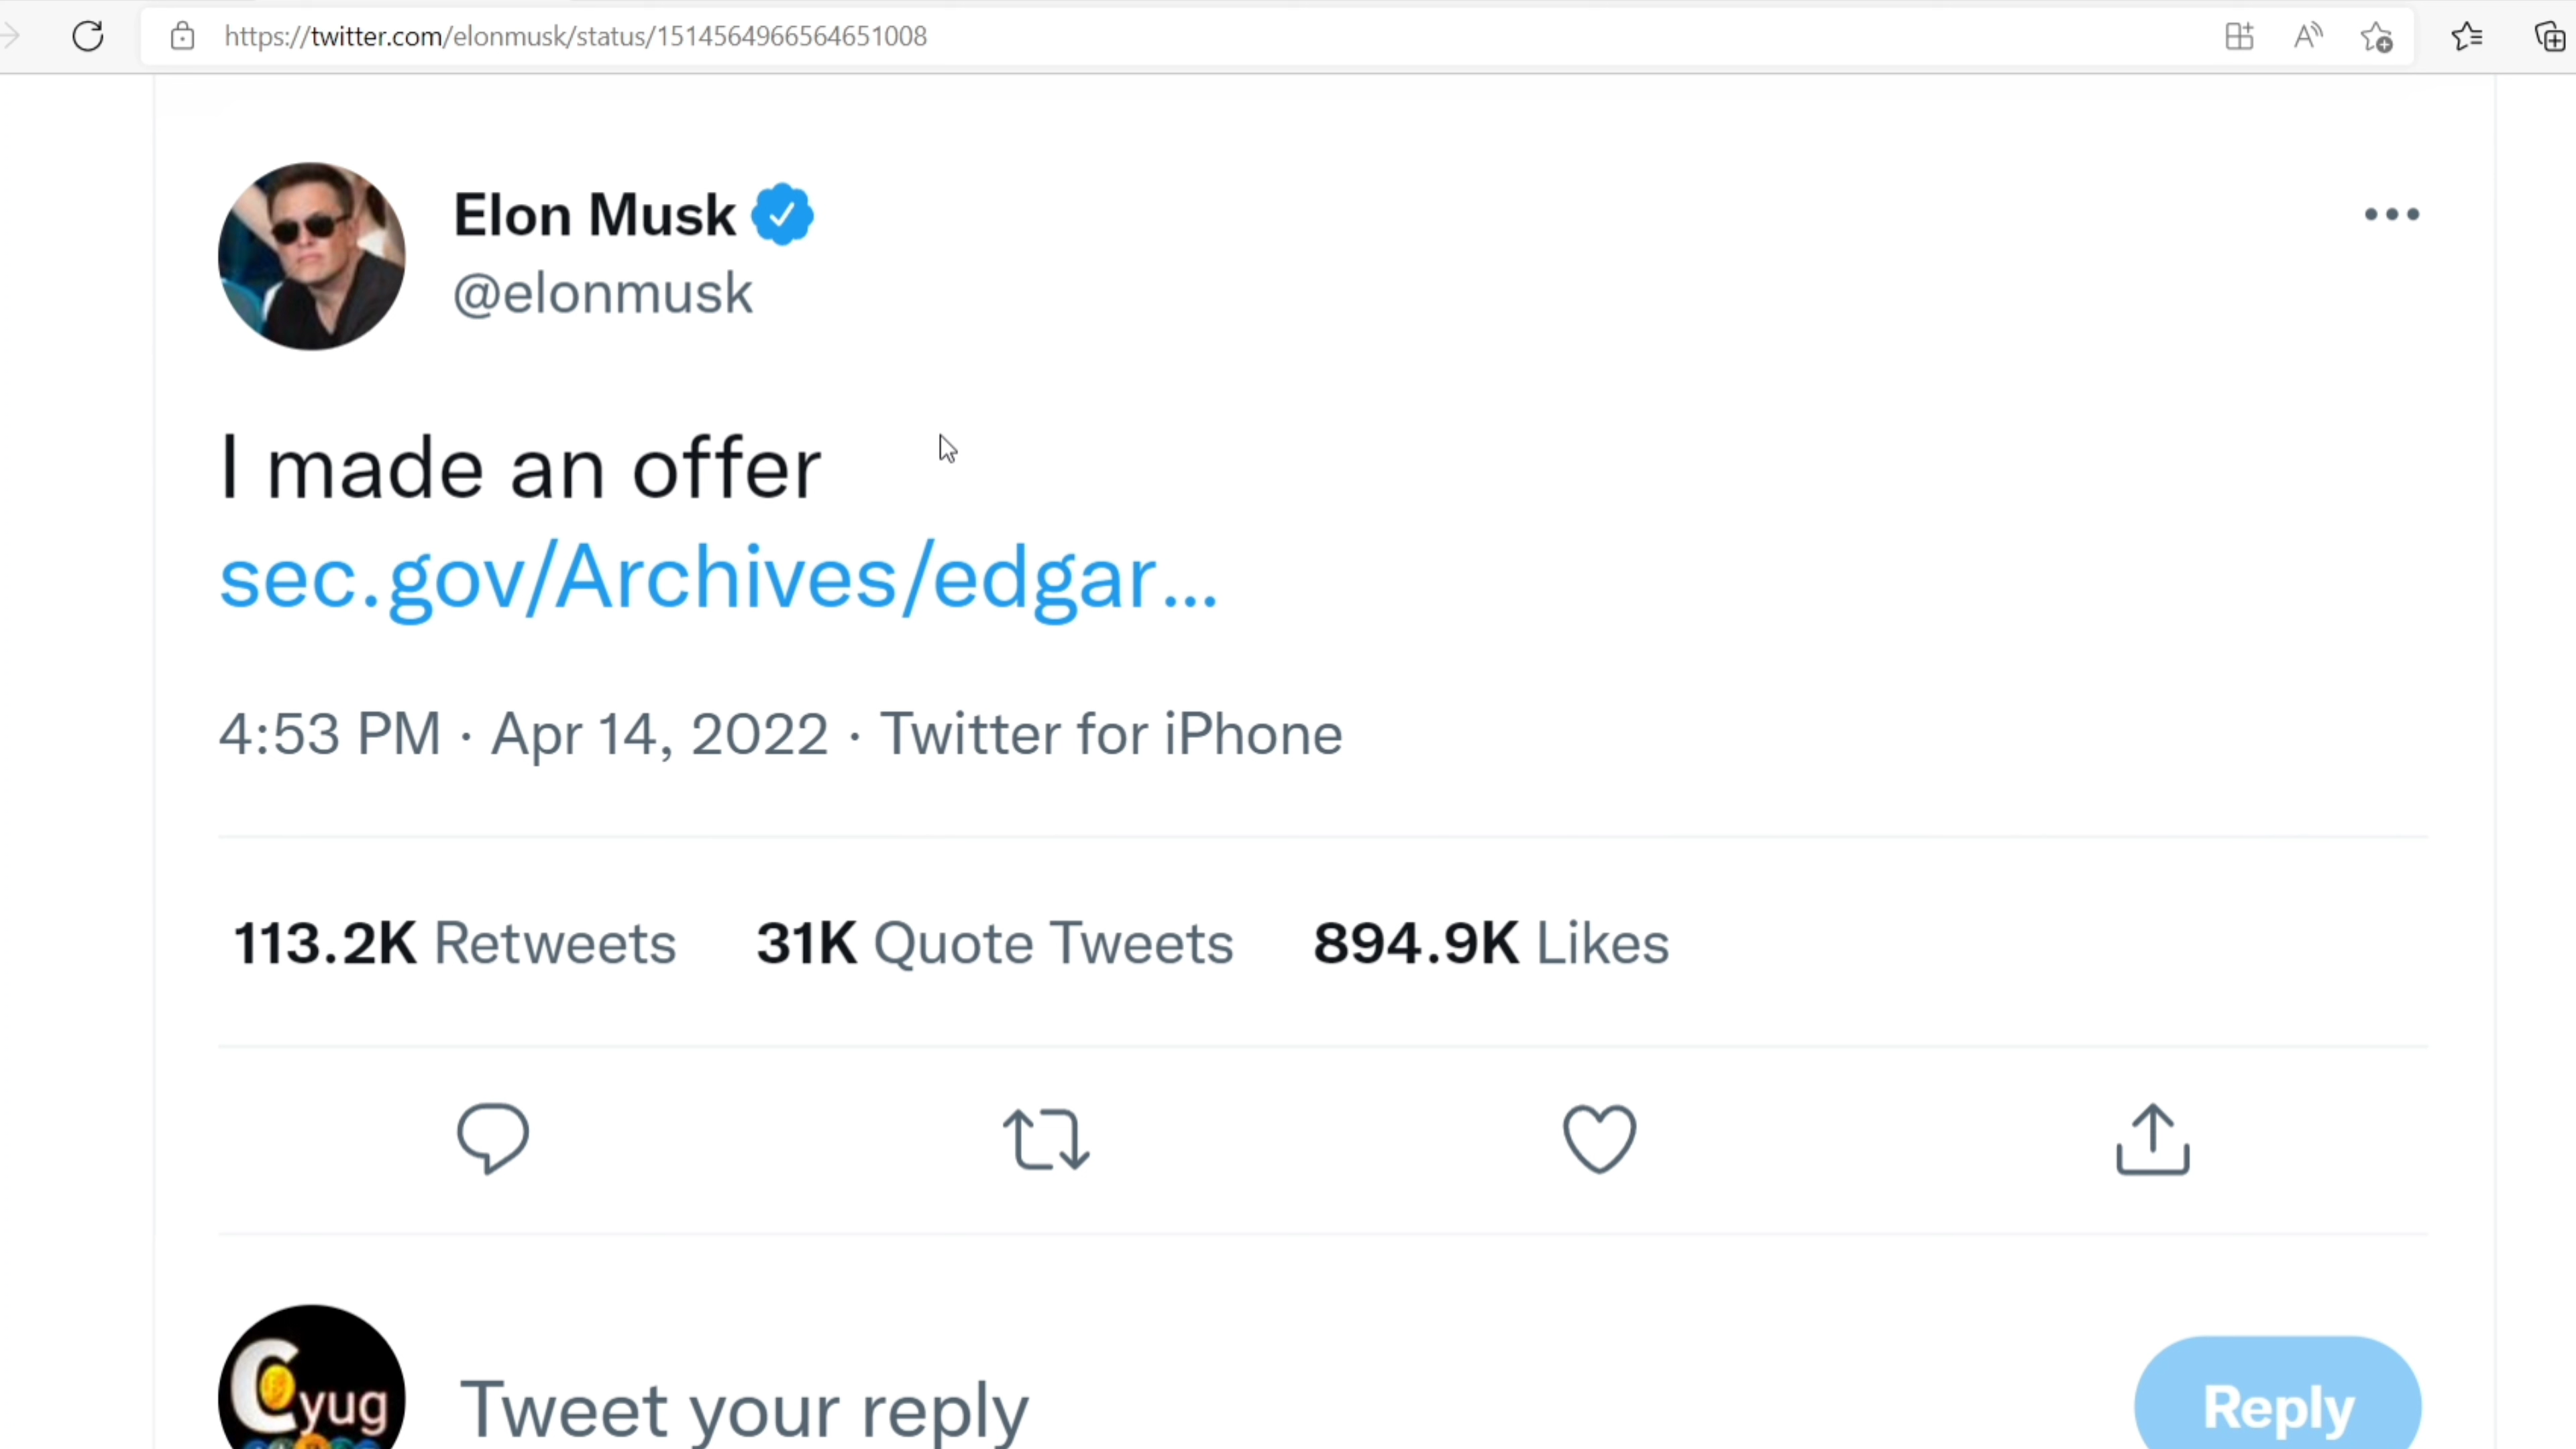 https://twitter.com/elonmusk/status/1514564966564651008
Elon Musk
@elonmusk
I made an offer
sec.gov/Archives/edgar...
4:53 PM · Apr 14, 2022 · Twitter for iPhone
113.2K Retweets 31K Quote Tweets 894.9K Likes
Cyug
Tweet your reply
Reply